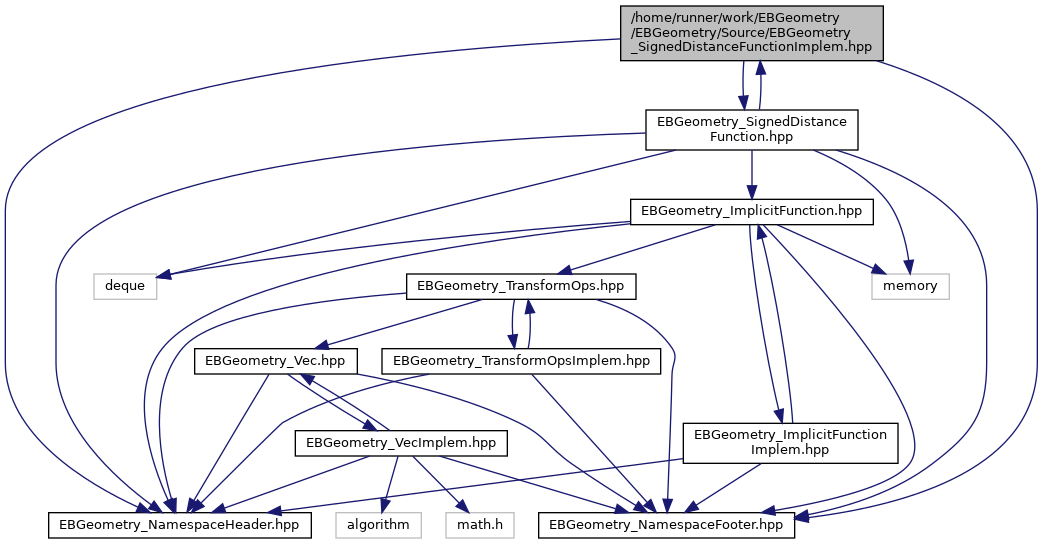 /home/runner/work/EBGeometry
/EBGeometry/Source/EBGeometry
_SignedDistanceFunctionImplem.hpp
EBGeometry_SignedDistance
Function.hpp
EBGeometry_ImplicitFunction.hpp
deque
EBGeometry_TransformOps.hpp
memory
EBGeometry_Vec.hpp
EBGeometry_TransformOpsImplem.hpp
EBGeometry_VecImplem.hpp
EBGeometry_ImplicitFunction
Implem.hpp
EBGeometry_NamespaceHeader.hpp
algorithm
math.h
EBGeometry_NamespaceFooter.hpp